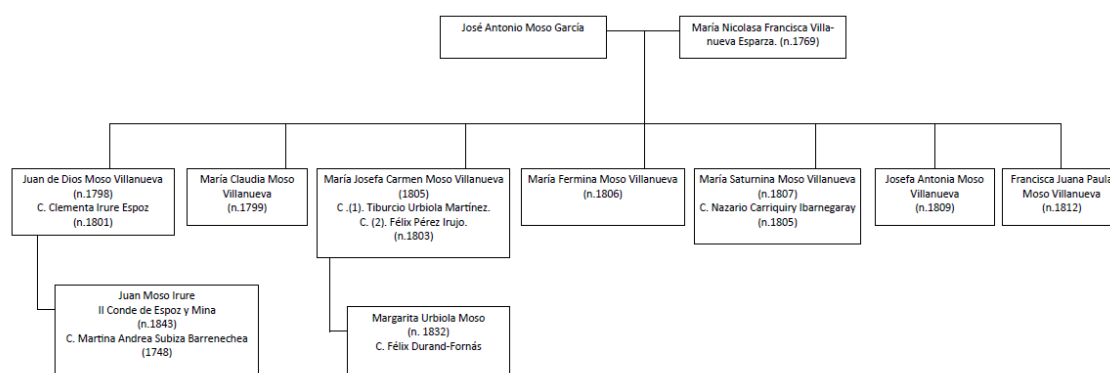 José Antonio Moso García
María Nicolasa Francisca Villa-
nueva Esparza. (n.1769)
Juan de Dios Moso Villanueva
(n.1798)
C. Clementa Irure Espoz
(n.1801)
María Claudia Moso
Villanueva
(n.1799)
María Josefa Carmen Moso Villanueva
(1805)
C .(1). Tiburcio Urbiola Martínez.
C. (2). Félix Pérez Irujo.
(n.1803)
María Fermina Moso Villanueva
(n.1806)
María Saturnina Moso Villanueva
(n.1807)
C. Nazario Carriquiry Ibarnegaray
(n.1805)
Josefa Antonia Moso
Villanueva
(n.1809)
Francisca Juana Paula
Moso Villanueva
(n.1812)
Juan Moso Irure
II Conde de Espoz y Mina
(n.1843)
C. Martina Andrea Subiza Barrenechea
(1748)
Margarita Urbiola Moso
(n. 1832)
C. Félix Durand-Fornás